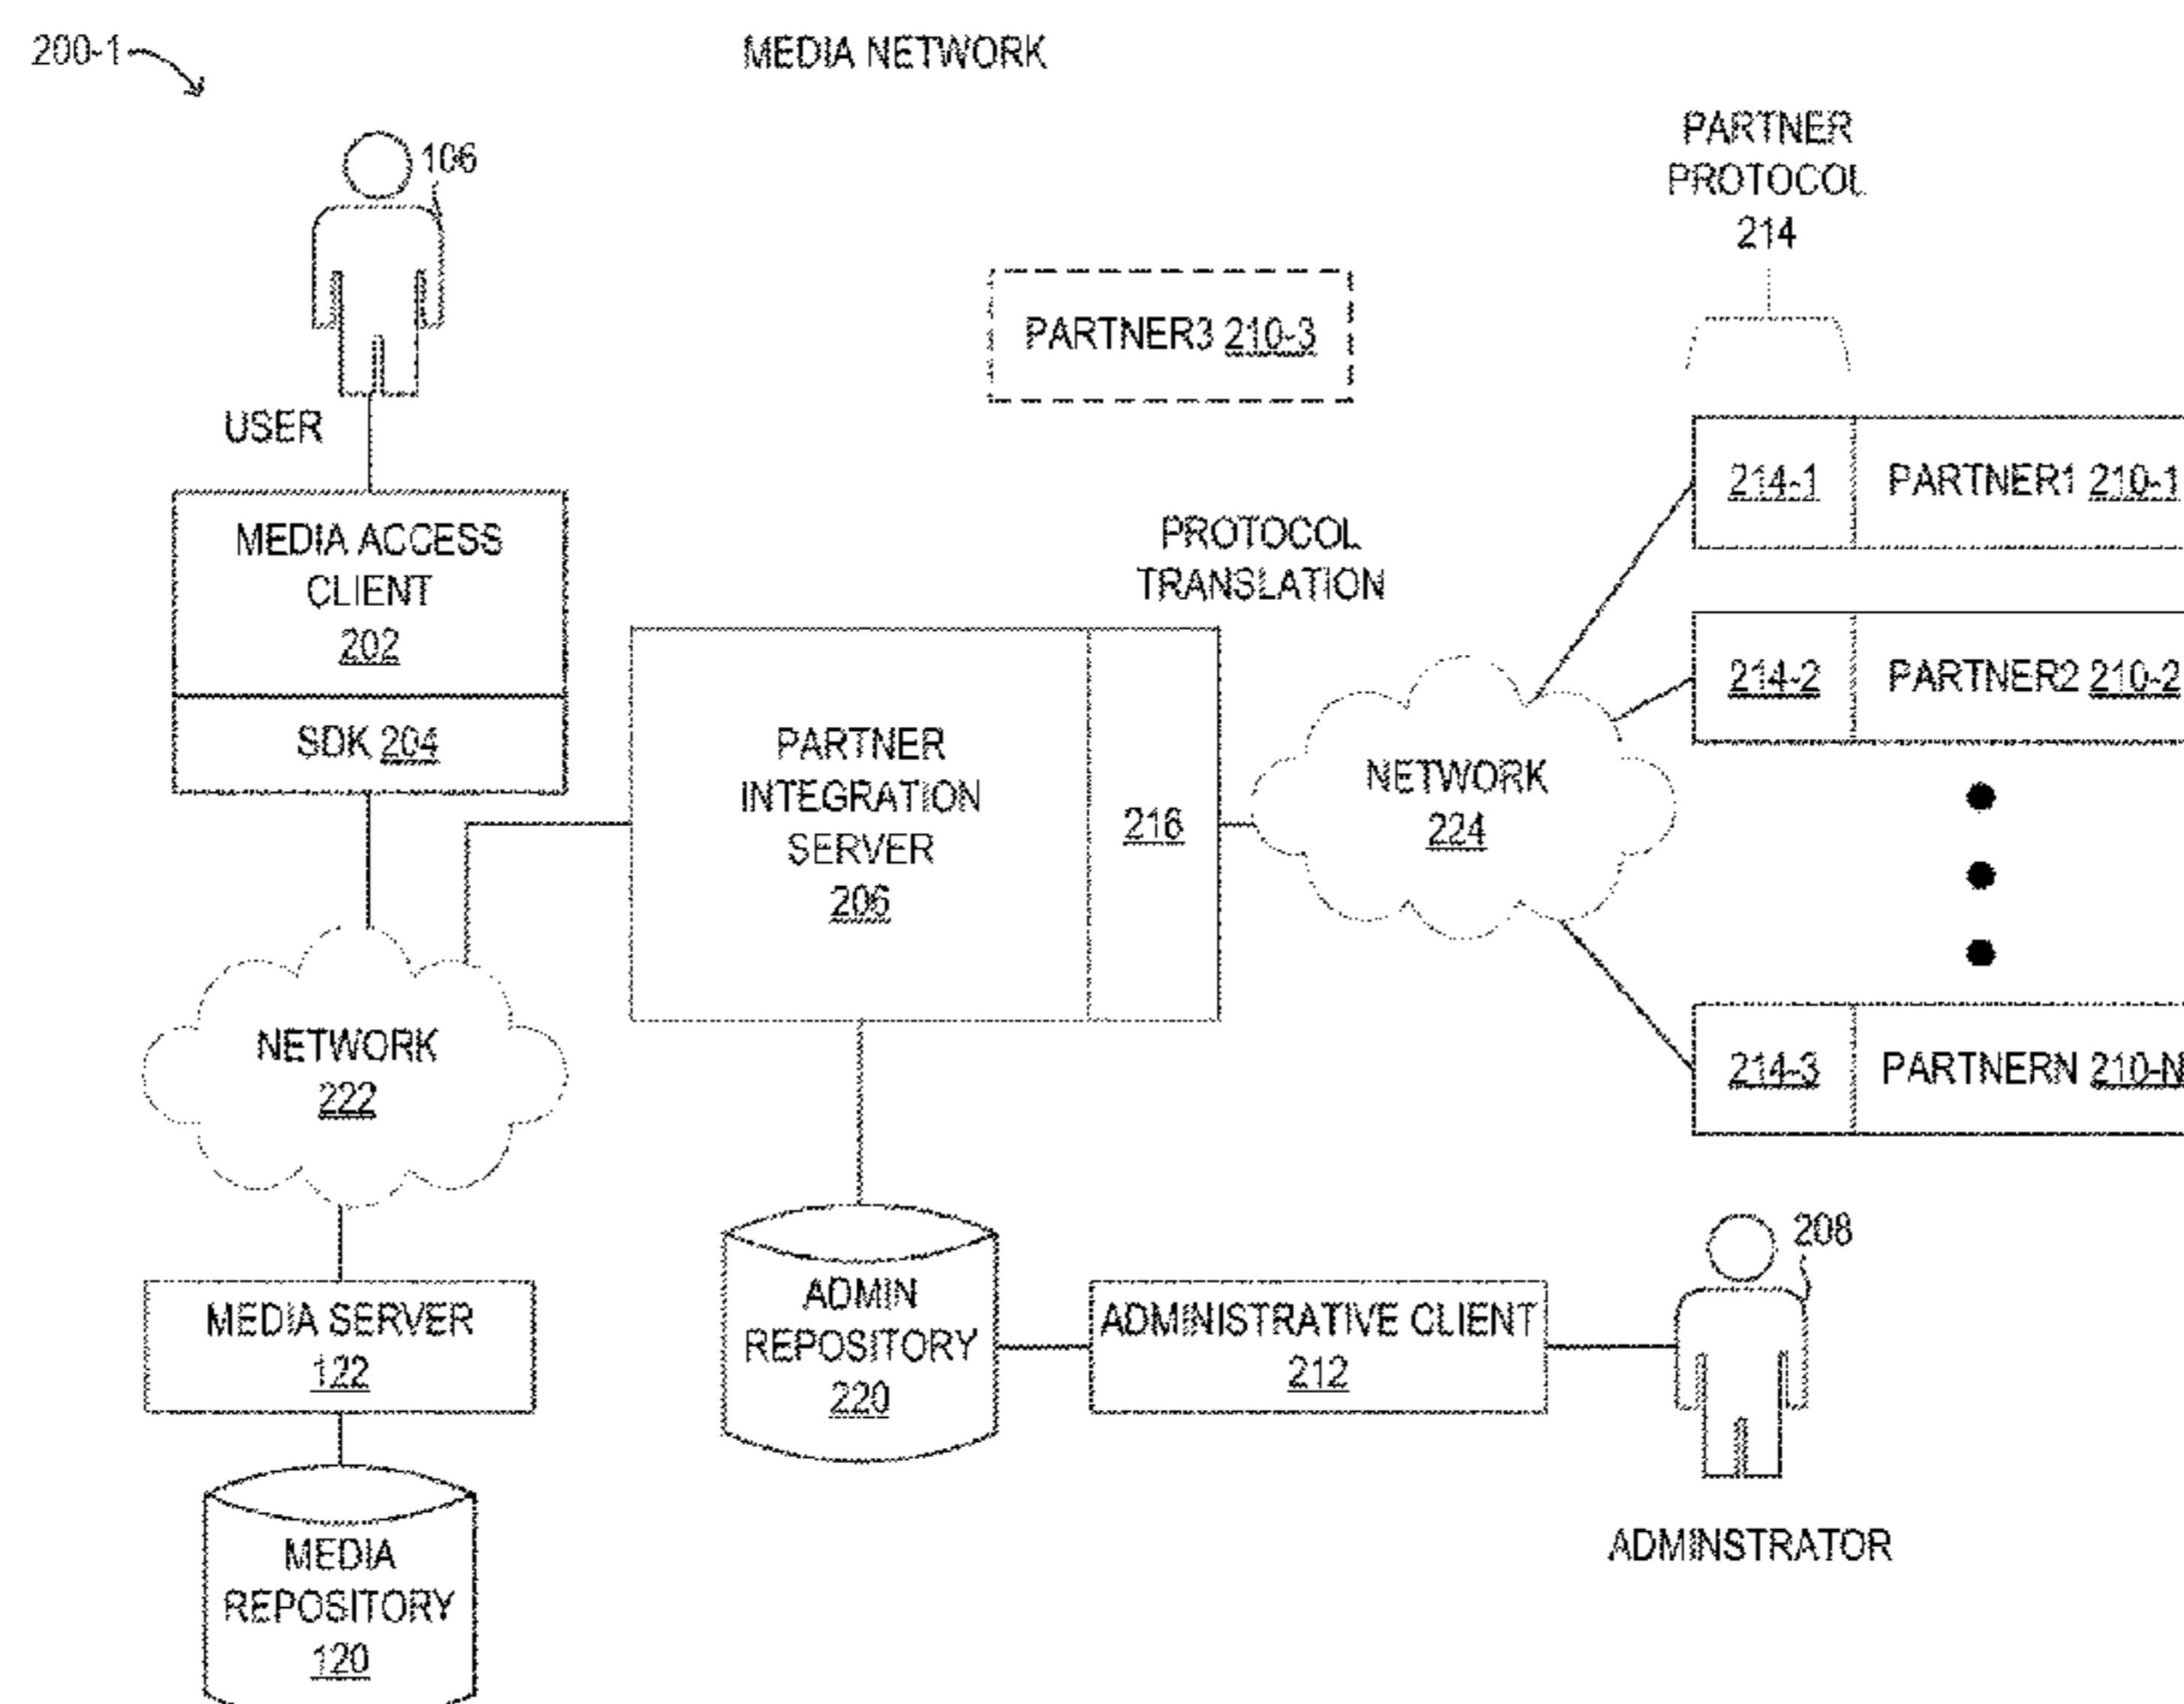 200-1
MEDIA NETWORK
106
PARTNER
PROTOCOL
214
PARTNER3 210-3
USER
214-1 PARTNER1 210-1
MEDIA ACCESS
CLIENT
202
SDK 204
PROTOCOL
TRANSLATION
214-2 PARTNER2 210-2
PARTNER
INTEGRATION
SERVER
206
216
NETWORK
224
NETWORK
222
214-3 PARTNERN 210-N
208
MEDIA SERVER
122
ADMIN
REPOSITORY
220
ADMINISTRATIVE CLIENT
212
ADMINSTRATOR
MEDIA
REPOSITORY
120